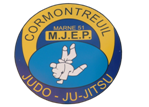 CORMONTREUIL
MARNE 51
M.J.E.P
JUDO - JU-JITSU